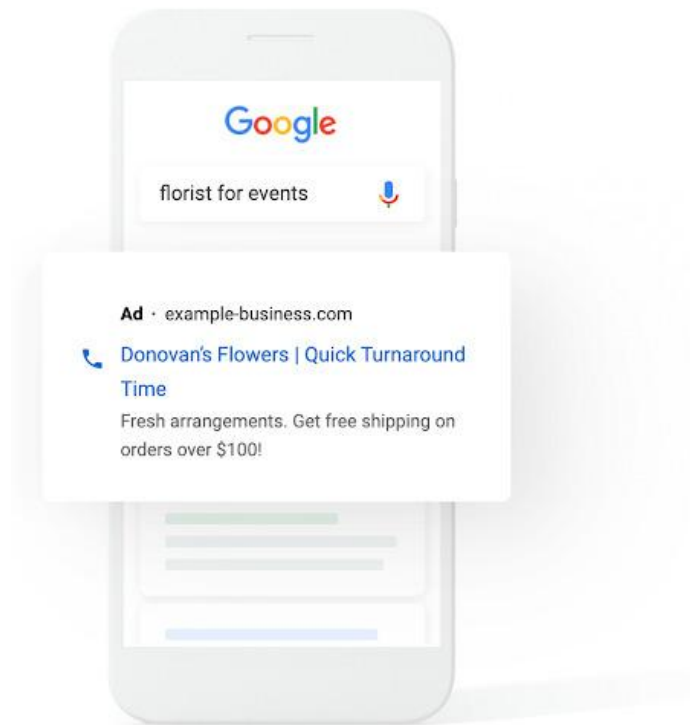 Google
florist for events
Ad · example-business.com
Donovan's Flowers | Quick Turnaround
Time
Fresh arrangements. Get free shipping on
orders over $100!